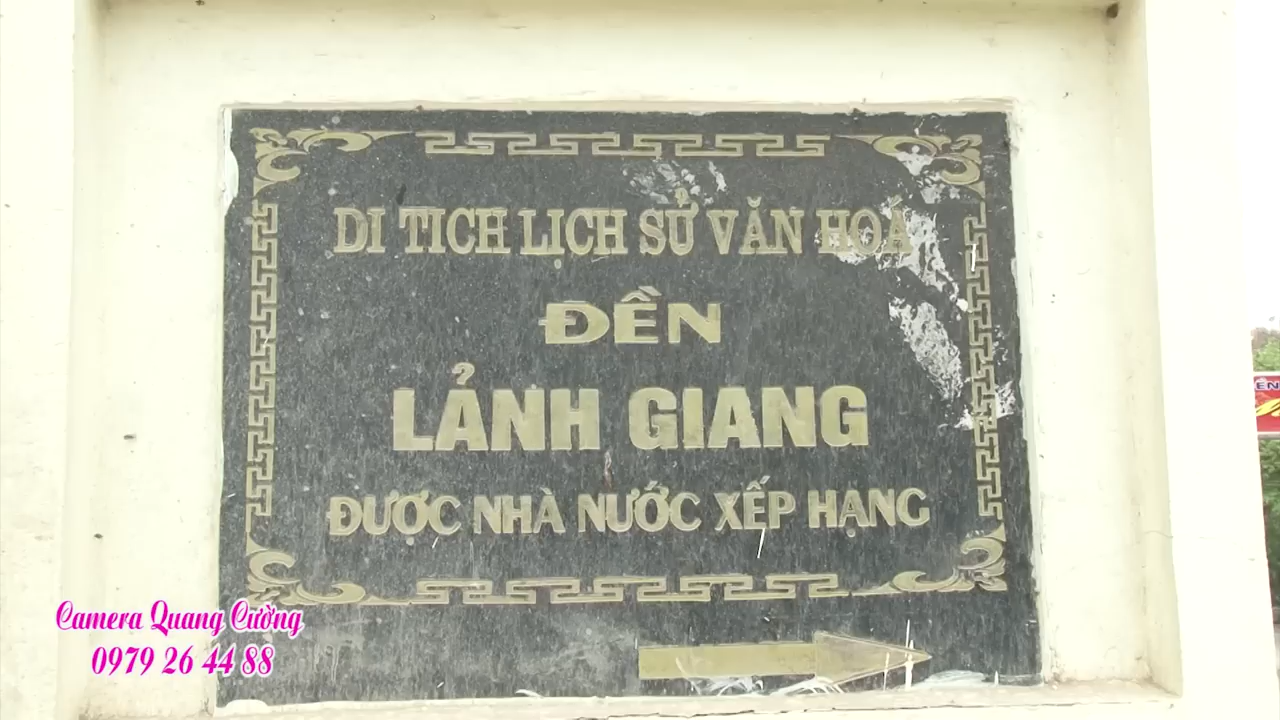 DI TICH LỊCH SỬ VĂN HOÁ
ĐỀN
LẢNH GIANG
ĐƯỢC NHÀ NƯỚC XẾP HẠNG
Camera Quang Cường
0979 26 44 88